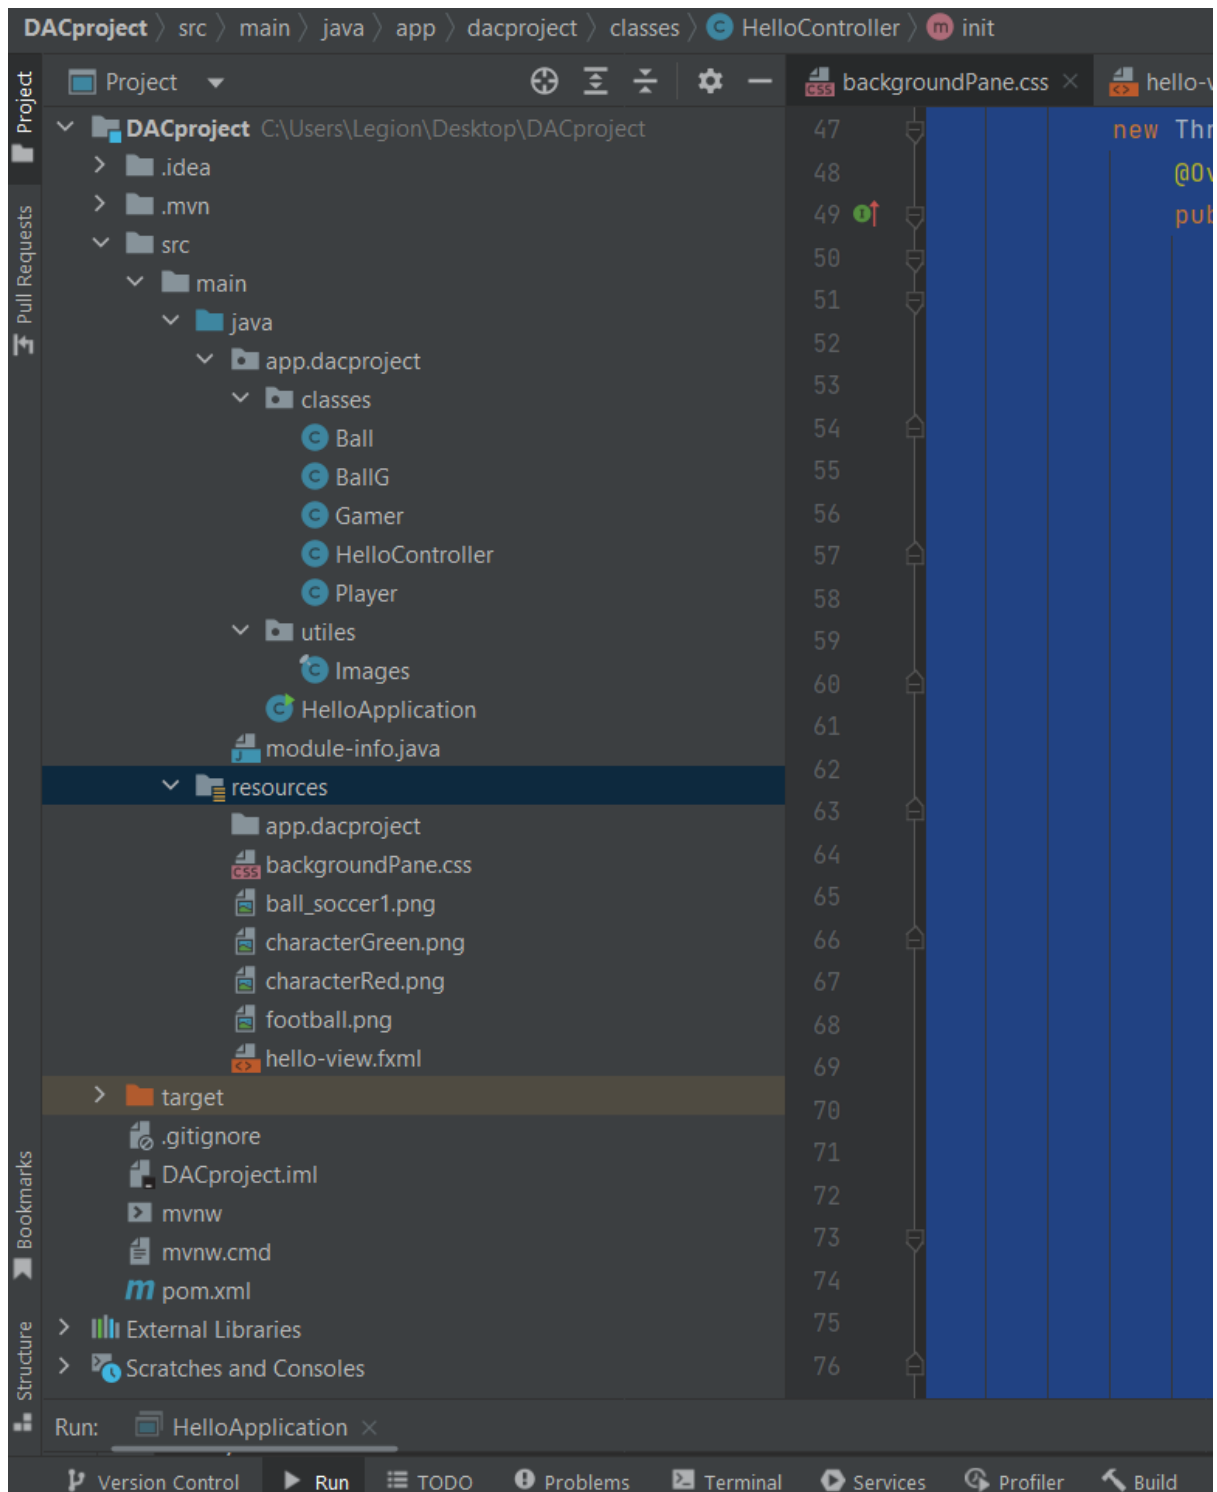 DACproject src main java app dacproject classes HelloController init
Project
backgroundPane.css
hello-v
DACproject C:\Users\Legion\Desktop\DACproject
.idea
.mvn
src
main
java
app.dacproject
classes
Ball
BallG
Gamer
HelloController
Player
utiles
Images
HelloApplication
module-info.java
resources
app.dacproject
backgroundPane.css
ball_soccer1.png
characterGreen.png
characterRed.png
football.png
hello-view.fxml
target
.gitignore
DACproject.iml
mvnw
mvnw.cmd
pom.xml
External Libraries
Scratches and Consoles
Project
Pull Requests
Bookmarks
Structure
47 new Thr
48 @Ov
49 pub
50
51
52
53
54
55
56
57
58
59
60
61
62
63
64
65
66
67
68
69
70
71
72
73
74
75
76
Run: HelloApplication
Version Control Run TODO Problems Terminal Services Profiler Build